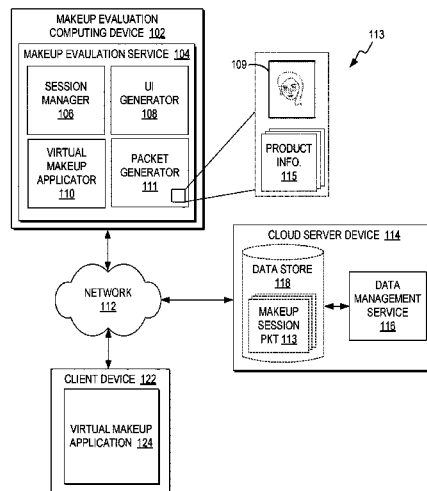 MAKEUP EVALUATION
COMPUTING DEVICE 102
MAKEUP EVAULATION SERVICE 104
SESSION
MANAGER
106
UI
GENERATOR
108
VIRTUAL
MAKEUP
APPLICATOR
110
PACKET
GENERATOR
111
109
PRODUCT
INFO.
115
113
NETWORK
112
CLOUD SERVER DEVICE 114
DATA STORE
118
MAKEUP
SESSION
PKT 113
DATA
MANAGEMENT
SERVICE
116
CLIENT DEVICE 122
VIRTUAL MAKEUP
APPLICATION 124